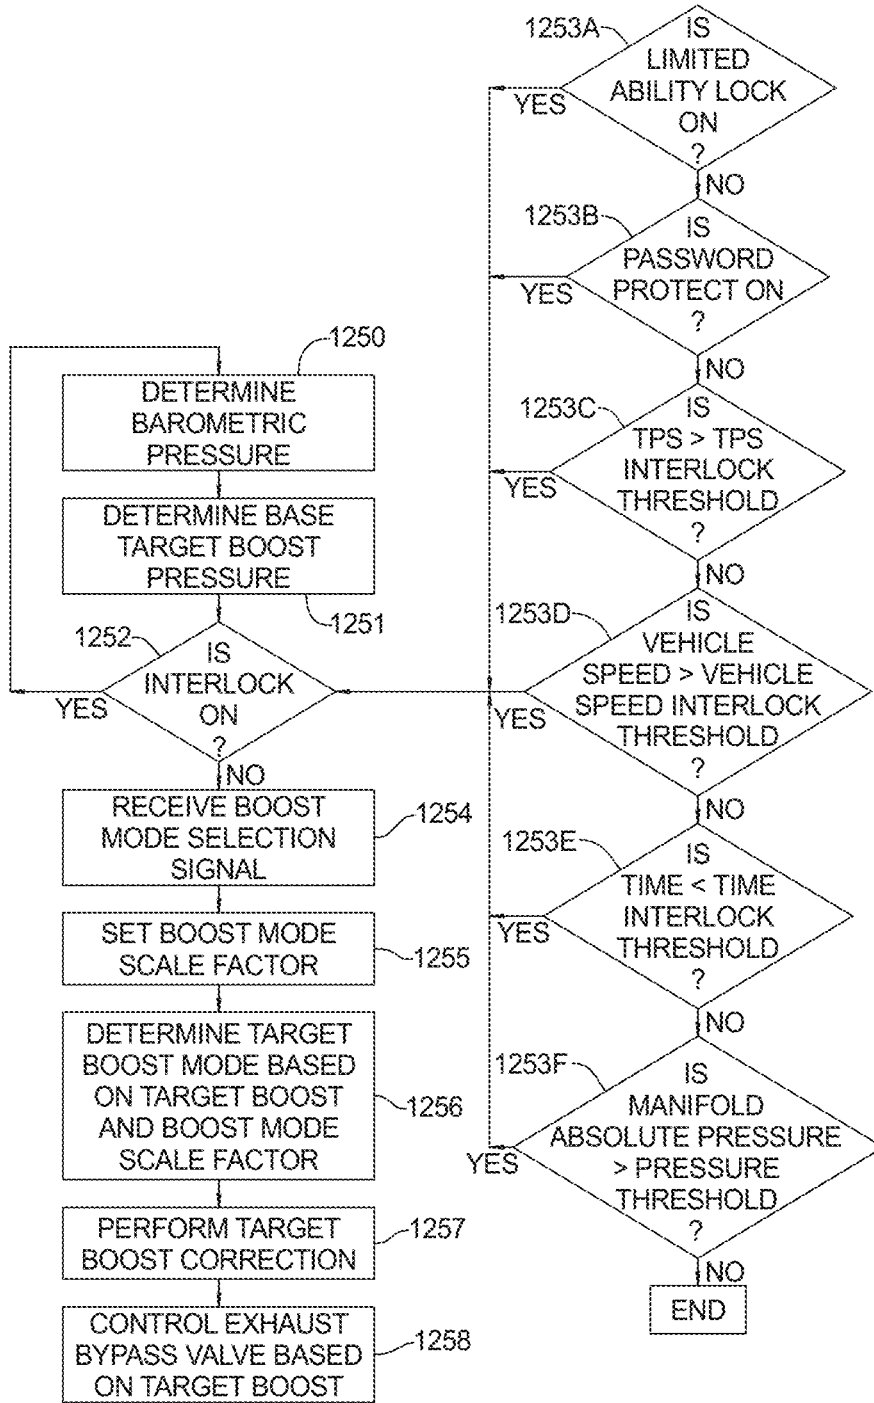 1250
DETERMINE
BAROMETRIC
PRESSURE
DETERMINE BASE
TARGET BOOST
PRESSURE
1251
1252
IS
INTERLOCK
ON
?
YES
NO
RECEIVE BOOST
MODE SELECTION
SIGNAL
1254
SET BOOST MODE
SCALE FACTOR
1255
DETERMINE TARGET
BOOST MODE BASED
ON TARGET BOOST
AND BOOST MODE
SCALE FACTOR
1256
PERFORM TARGET
BOOST CORRECTION
1257
CONTROL EXHAUST
BYPASS VALVE BASED
ON TARGET BOOST
1258
1253A
IS
LIMITED
ABILITY LOCK
ON
?
YES
NO
1253B
IS
PASSWORD
PROTECT ON
?
YES
NO
1253C
IS
TPS > TPS
INTERLOCK
THRESHOLD
?
YES
NO
1253D
IS
VEHICLE
SPEED > VEHICLE
SPEED INTERLOCK
THRESHOLD
?
YES
NO
1253E
IS
TIME < TIME
INTERLOCK
THRESHOLD
?
YES
NO
1253F
IS
MANIFOLD
ABSOLUTE PRESSURE
> PRESSURE
THRESHOLD
?
YES
NO
END